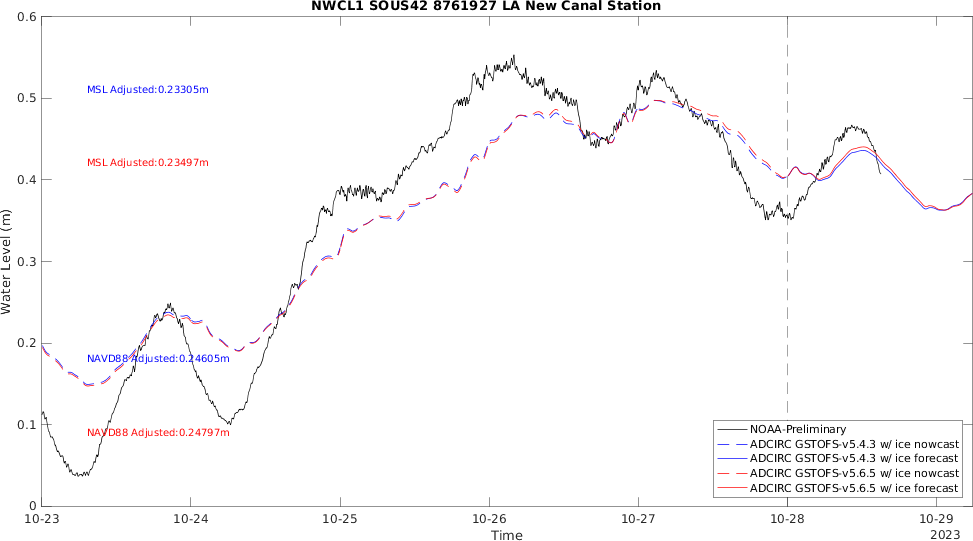 NWCL1 SOUS42 8761927 LA New Canal Station
0.6
0.5
0.4
0.3
0.2
0.1
0
Water Level (m)
MSL Adjusted:0.23305m
MSL Adjusted:0.23497m
NAVD88 Adjusted:0.24605m
NAVD88 Adjusted:0.24797m
NOAA-Preliminary
ADCIRC GSTOFS-v5.4.3 w/ ice nowcast
ADCIRC GSTOFS-v5.4.3 w/ ice forecast
ADCIRC GSTOFS-v5.6.5 w/ ice nowcast
ADCIRC GSTOFS-v5.6.5 w/ ice forecast
10-23 10-24 10-25 10-26 10-27 10-28 10-29
Time
2023